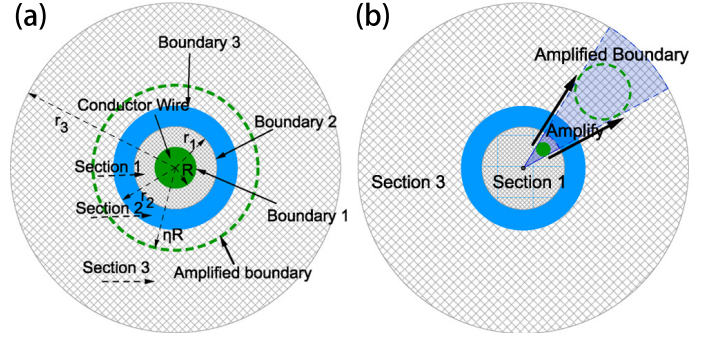 (a)
Boundary 3
Conductor Wire
r3
r1
Boundary 2
Section 1
R
r2
Section 2
Boundary 1
ηR
Section 3
Amplified boundary
(b)
Amplified Boundary
Amplify
Section 3
Section 1